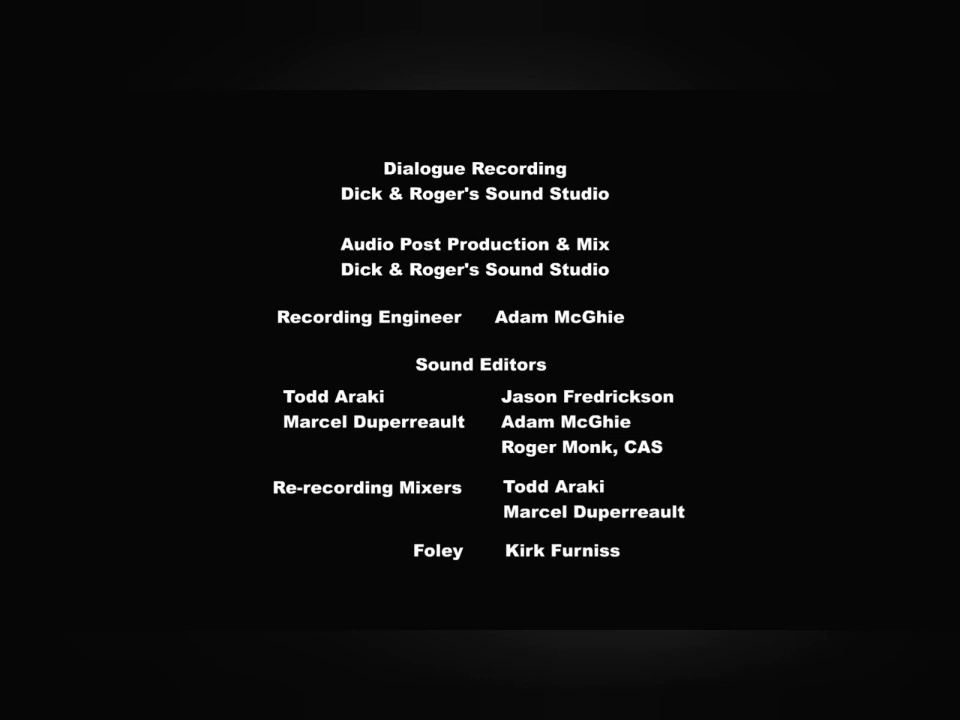 Dialogue Recording
Dick & Roger's Sound Studio
Audio Post Production & Mix
Dick & Roger's Sound Studio
Recording Engineer Adam McGhie
Sound Editors
Todd Araki Jason Fredrickson
Marcel Duperreault Adam McGhie
Roger Monk, CAS
Re-recording Mixers Todd Araki
Marcel Duperreault
Foley Kirk Furniss